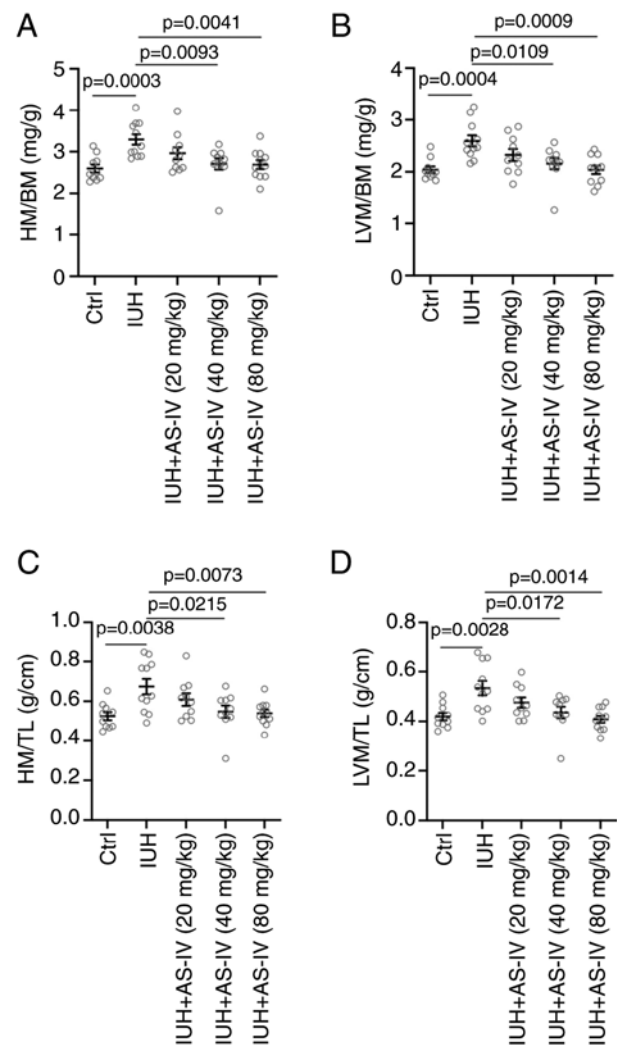 A
p=0.0041
p=0.0093
p=0.0003
HM/BM (mg/g)
5
4
3
2
1
0
Ctrl
IUH
IUH+AS-IV (20 mg/kg)
IUH+AS-IV (40 mg/kg)
IUH+AS-IV (80 mg/kg)
B
p=0.0009
p=0.0109
p=0.0004
LVM/BM (mg/g)
4
3
2
1
0
Ctrl
IUH
IUH+AS-IV (20 mg/kg)
IUH+AS-IV (40 mg/kg)
IUH+AS-IV (80 mg/kg)
C
p=0.0073
p=0.0215
p=0.0038
HM/TL (g/cm)
1.0
0.8
0.6
0.4
0.2
0.0
Ctrl
IUH
IUH+AS-IV (20 mg/kg)
IUH+AS-IV (40 mg/kg)
IUH+AS-IV (80 mg/kg)
D
p=0.0014
p=0.0172
p=0.0028
LVM/TL (g/cm)
0.8
0.6
0.4
0.2
0.0
Ctrl
IUH
IUH+AS-IV (20 mg/kg)
IUH+AS-IV (40 mg/kg)
IUH+AS-IV (80 mg/kg)